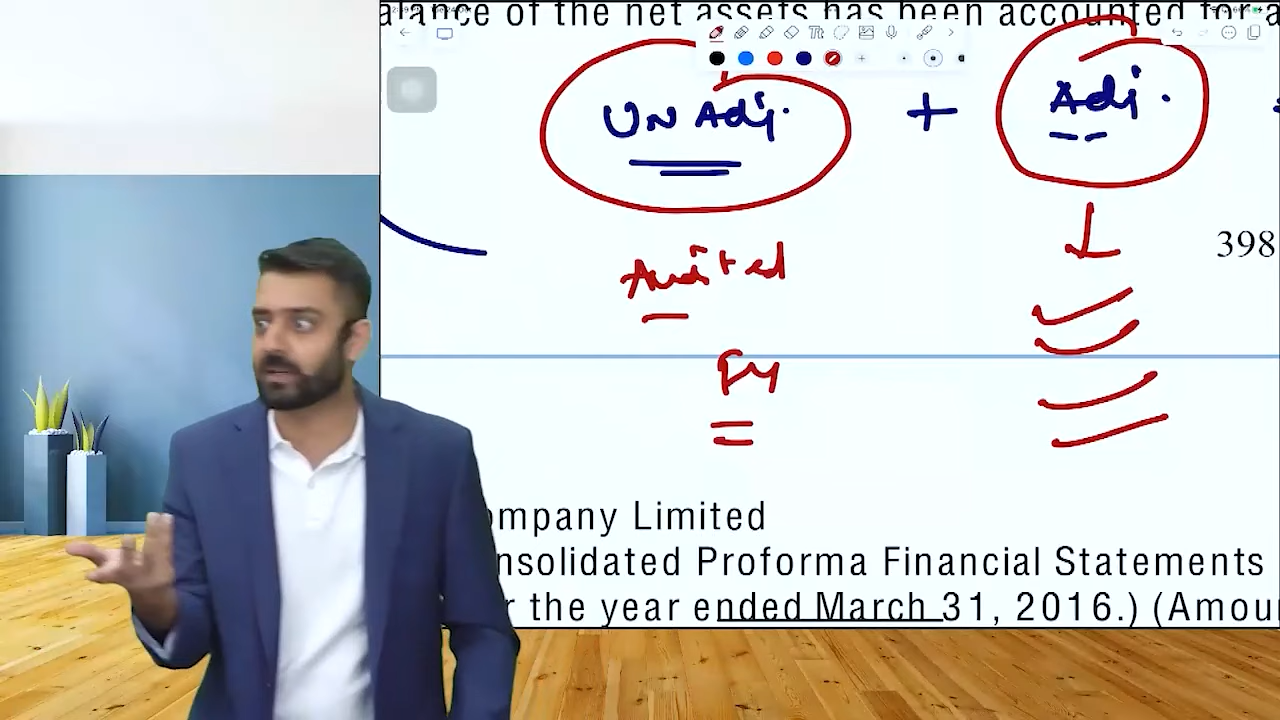 alance of the net assets has been accounted for a
UN Adj. + Adj.
Audited
398
FY
ompany Limited
nsolidated Proforma Financial Statements
r the year ended March 31, 2016.) (Amoun